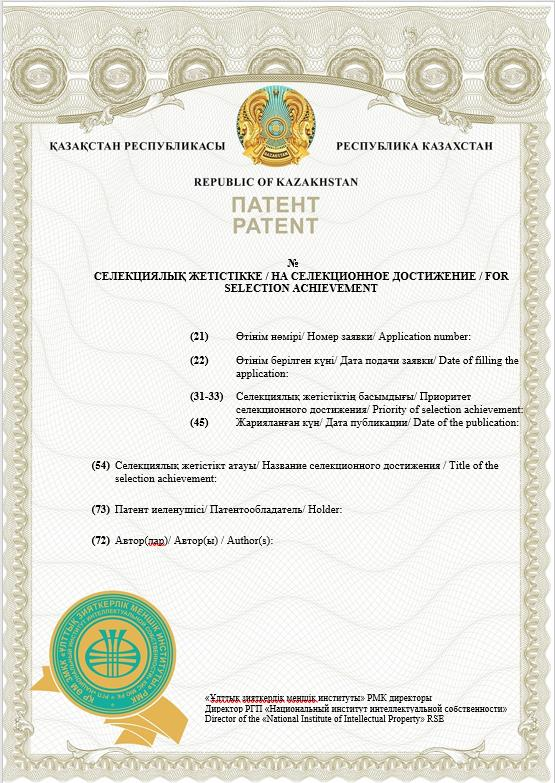 ҚАЗАҚСТАН РЕСПУБЛИКАСЫ
РЕСПУБЛИКА КАЗАХСТАН
REPUBLIC OF KAZAKHSTAN
ПАТЕНТ
PATENT
№
СЕЛЕКЦИЯЛЫҚ ЖЕТІСТІККЕ / НА СЕЛЕКЦИОННОЕ ДОСТИЖЕНИЕ / FOR
SELECTION ACHIEVEMENT
(21) Өтінім нөмірі/ Номер заявки/ Application number:
(22) Өтінім берілген күні/ Дата подачи заявки/ Date of filling the
application:
(31-33) Селекциялық жетістіктің басымдығы/ Приоритет
селекционного достижения/ Priority of selection achievement:
(45) Жарияланған күн/ Дата публикации/ Date of the publication:
(54) Селекциялық жетістікт атауы/ Название селекционного достижения / Title of the
selection achievement:
(73) Патент иеленушісі/ Патентообладатель/ Holder:
(72) Автор(лар)/ Автор(ы) / Author(s):
«Ұлттық зияткерлік меншік институты» РМК директоры
Директор РГП «Национальный институт интеллектуальной собственности»
Director of the «National Institute of Intellectual Property» RSE
ҚР ӘМ ЗМКК «ҰЛТТЫҚ ЗИЯТКЕРЛІК МЕНШІК ИНСТИТУТЫ» РМК